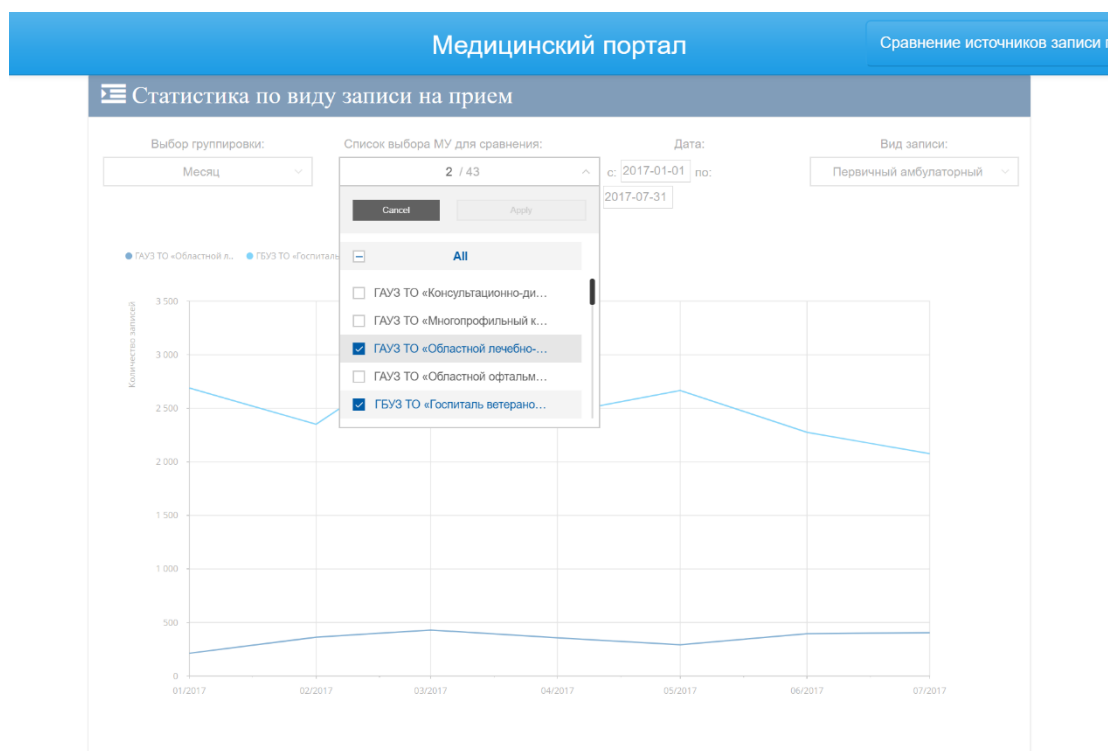 Медицинский портал
Сравнение источников записи
Статистика по виду записи на прием
Выбор группировки:
Список выбора МУ для сравнения:
Дата:
Вид записи:
Месяц
2 / 43
с: 2017-01-01 по:
2017-07-31
Первичный амбулаторный
Cancel
Apply
ГАУЗ ТО «Областной л..
ГБУЗ ТО «Госпиталь
All
ГАУЗ ТО «Консультационно-ди...
ГАУЗ ТО «Многопрофильный к...
ГАУЗ ТО «Областной лечебно-...
ГАУЗ ТО «Областной офтальм...
ГБУЗ ТО «Госпиталь ветерано...
Количество записей
3 500
3 000
2 500
2 000
1 500
1 000
500
0
01/2017
02/2017
03/2017
04/2017
05/2017
06/2017
07/2017